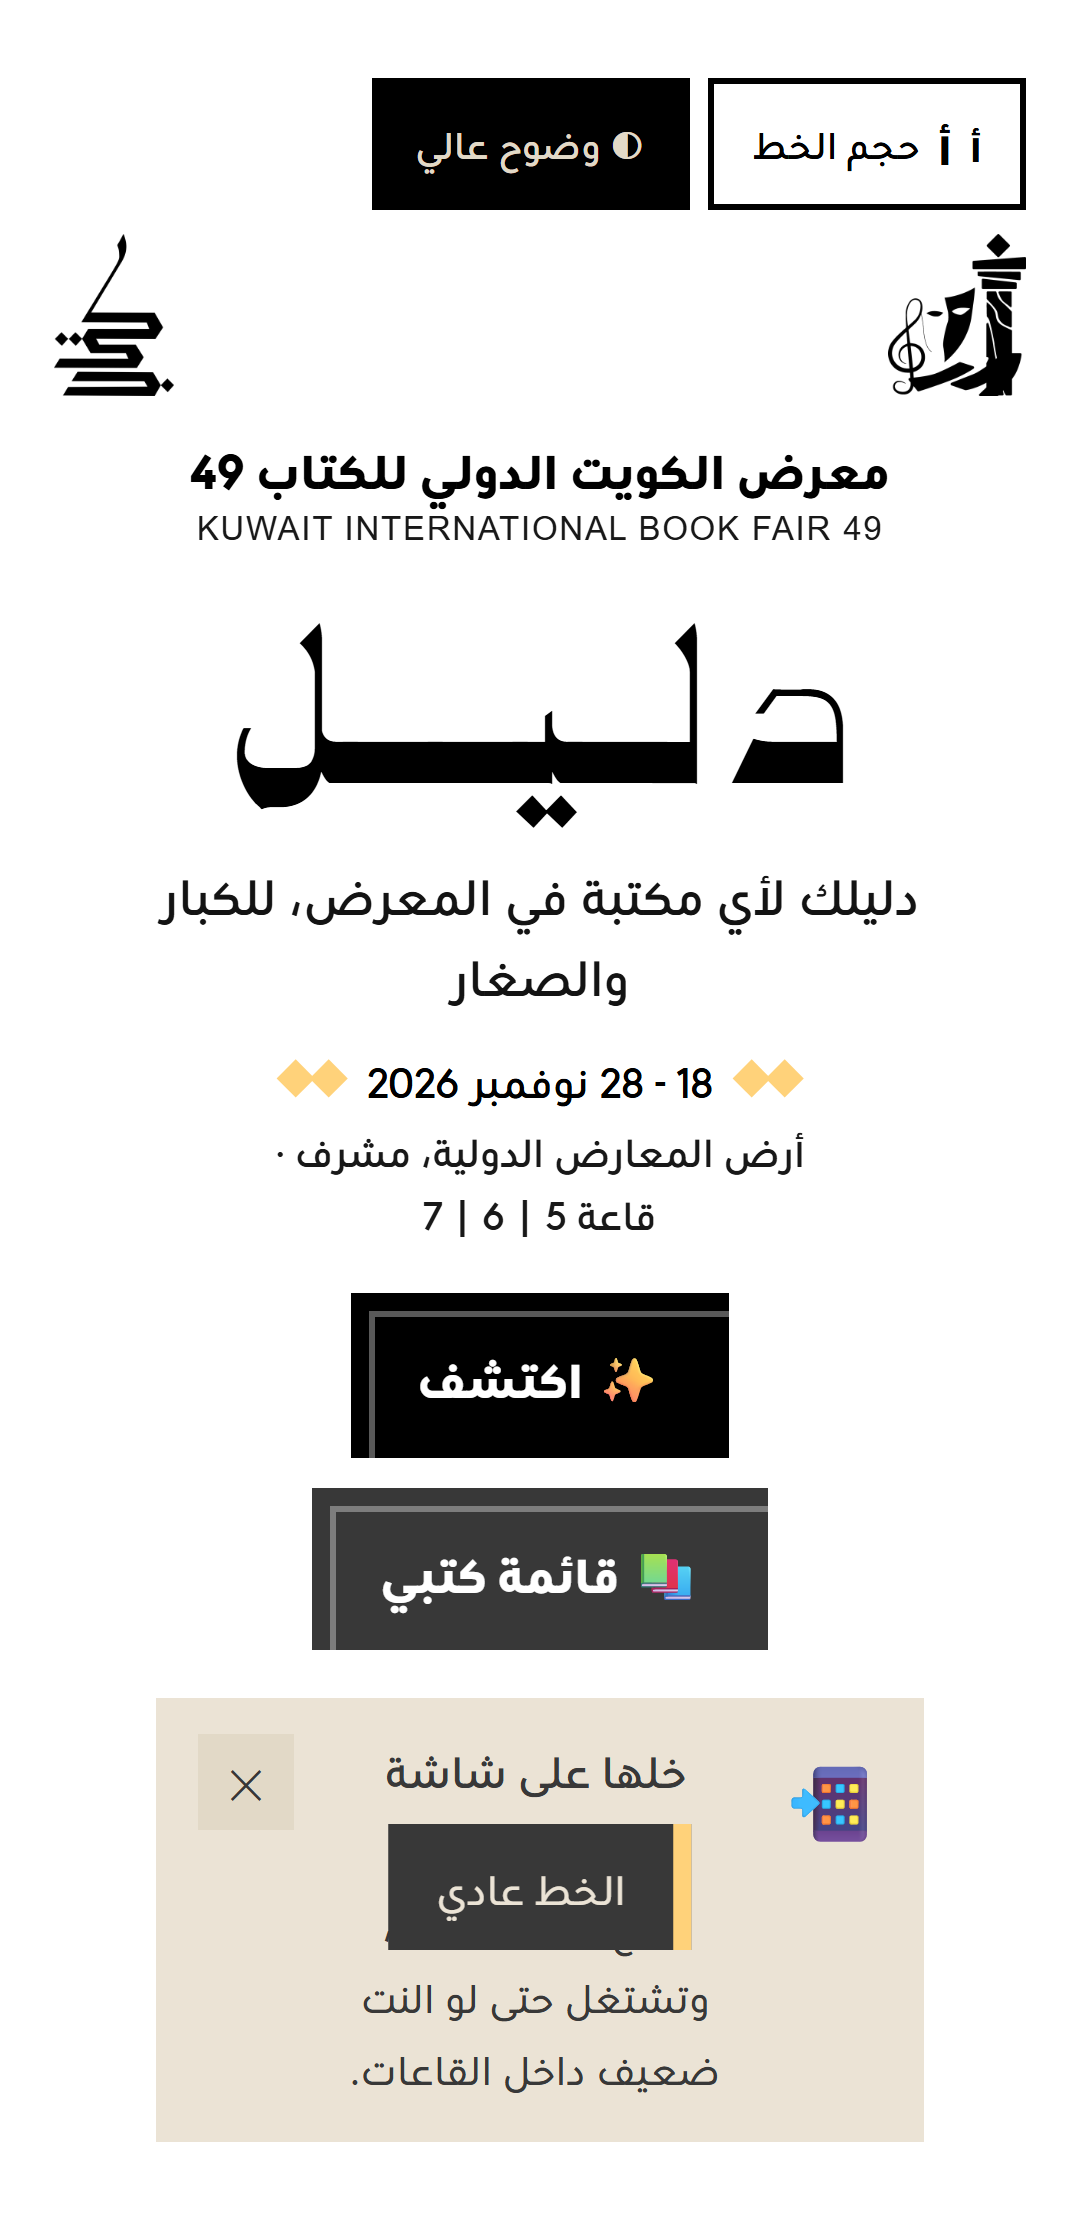 أ أ حجم الخط
وضوح عالي
معرض الكويت الدولي للكتاب 49
KUWAIT INTERNATIONAL BOOK FAIR 49
دليل
دليلك لأي مكتبة في المعرض، للكبار
والصغار
18 - 28 نوفمبر 2026
أرض المعارض الدولية، مشرف ·
قاعة 5 | 6 | 7
اكتشف
قائمة كتبي
خلها على شاشة
الخط عادي
وتشتغل حتى لو النت
ضعيف داخل القاعات.